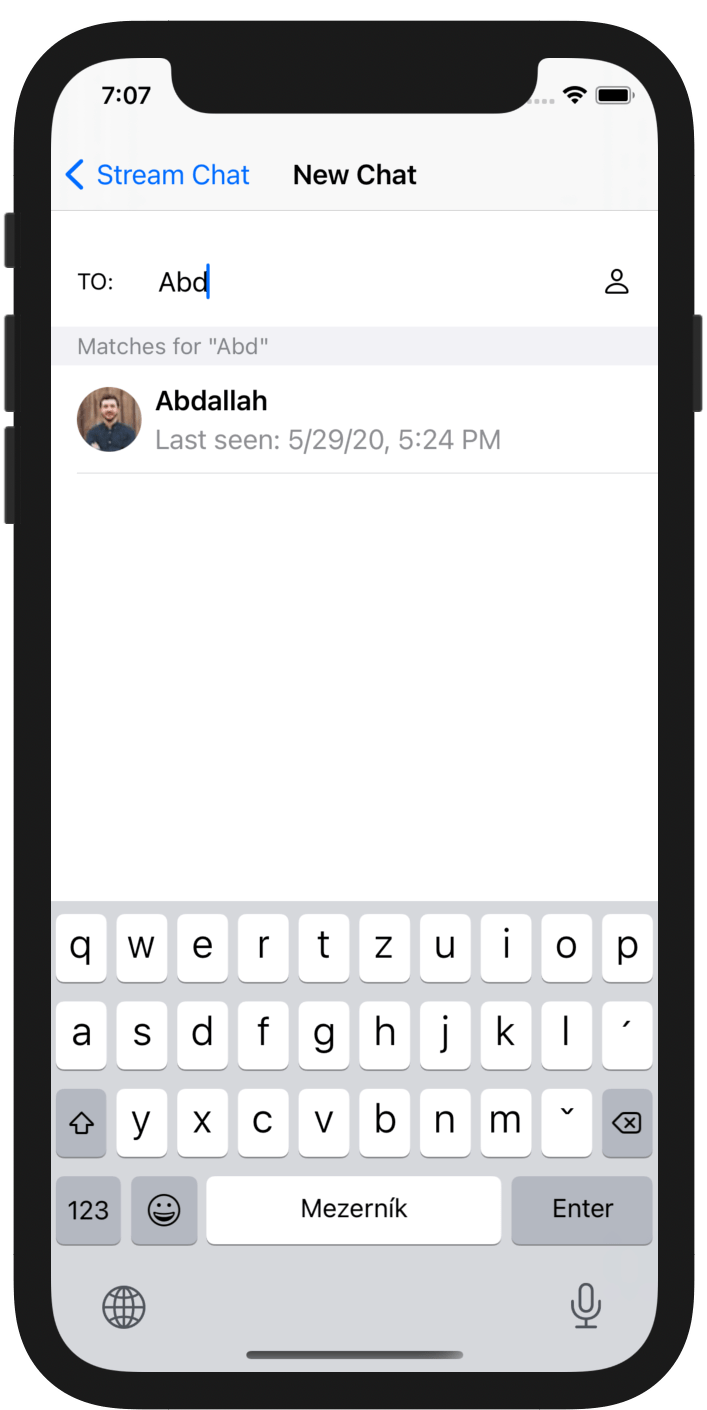 7:07
Stream Chat New Chat
TO: Abd
Matches for "Abd"
Abdallah
Last seen: 5/29/20, 5:24 PM
q w e r t z u i o p
a s d f g h j k l ´
y x c v b n m ˇ
123 Mezerník Enter